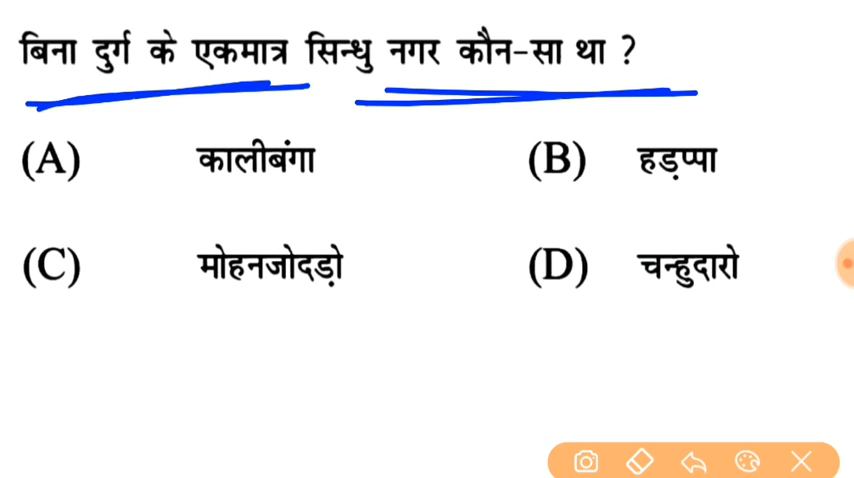 बिना दुर्ग के एकमात्र सिन्धु नगर कौन-सा था ?
(A) कालीबंगा (B) हड़प्पा
(C) मोहनजोदड़ो (D) चन्हुदारो